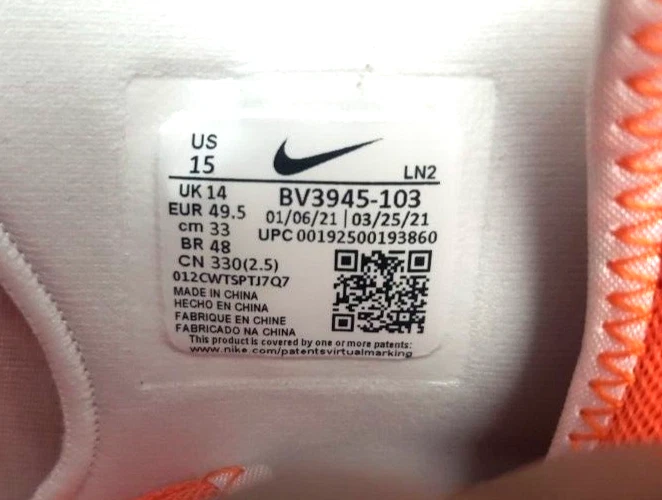 US
15
LN2
UK 14
EUR 49.5
cm 33
BR 48
CN 330(2.5)
012CWTSPTJ7Q7
BV3945-103
01/06/21 | 03/25/21
UPC 00192500193860
MADE IN CHINA
HECHO EN CHINA
FABRIQUE EN CHINE
FABRICADO NA CHINA
This product is covered by one or more patents:
www.nike.com/patentsvirtualmarking